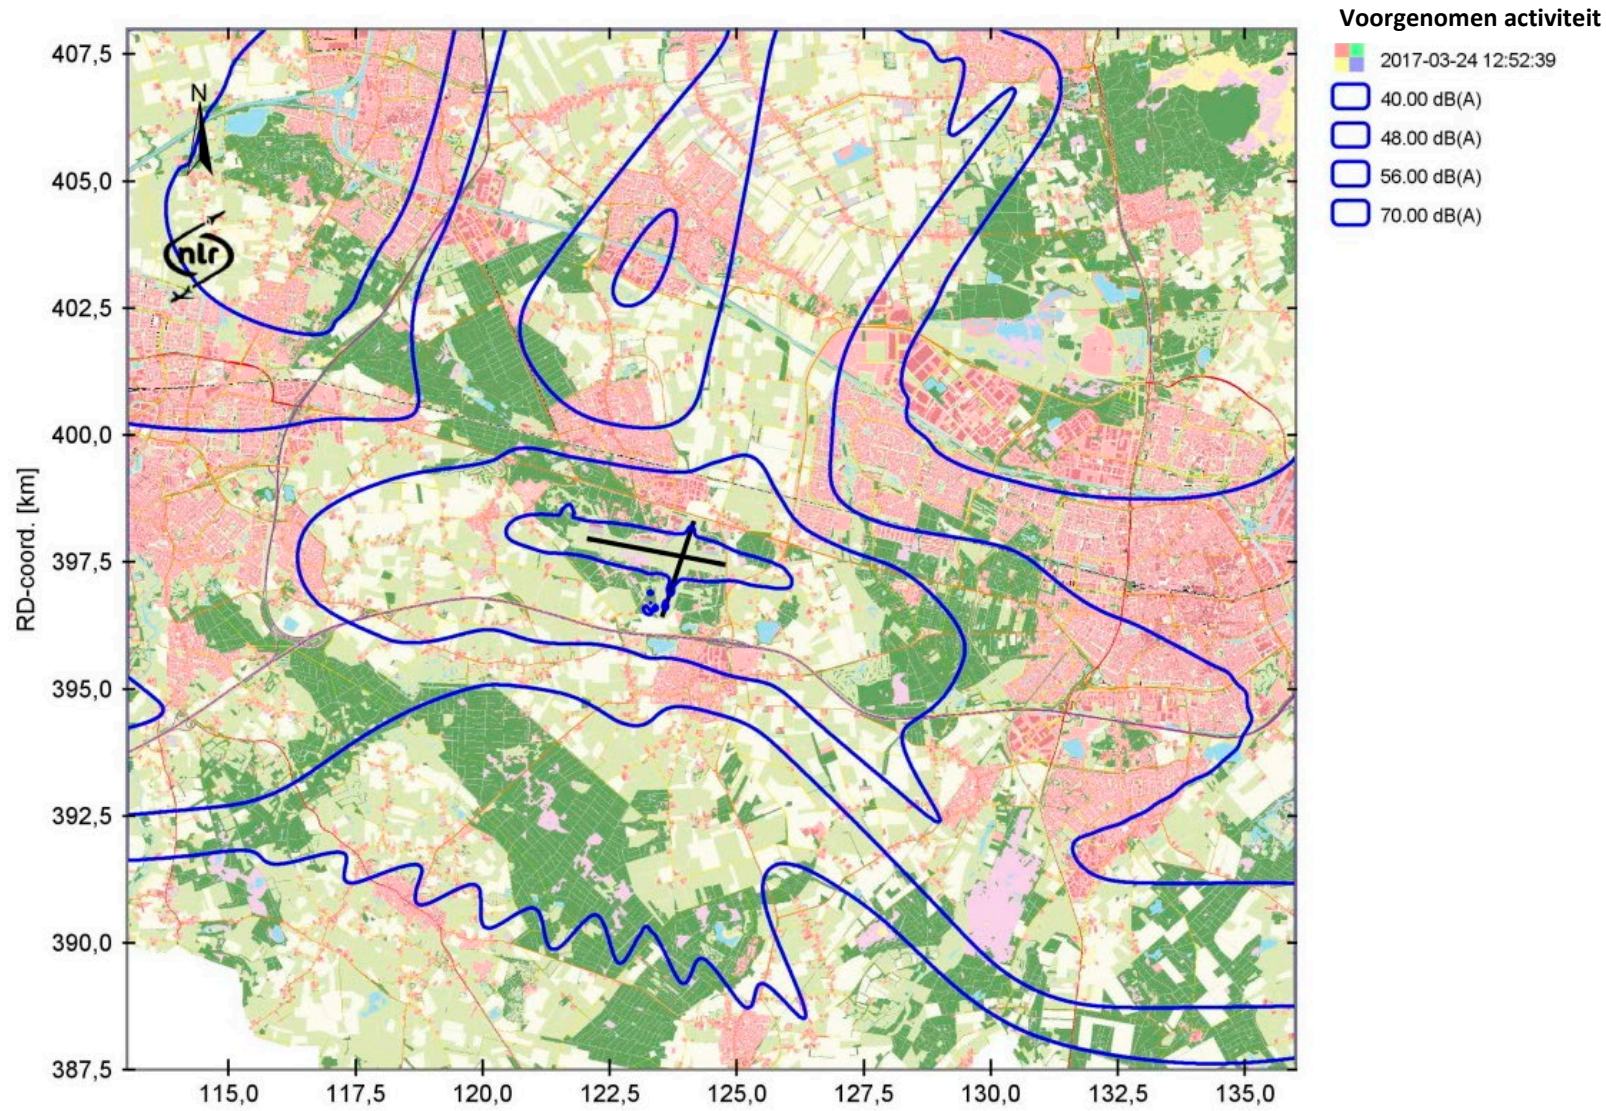 Voorgenomen activiteit
2017-03-24 12:52:39
40.00 dB(A)
48.00 dB(A)
56.00 dB(A)
70.00 dB(A)
N
nlr
RD-coord. [km]
407,5
405,0
402,5
400,0
397,5
395,0
392,5
390,0
387,5
115,0 117,5 120,0 122,5 125,0 127,5 130,0 132,5 135,0